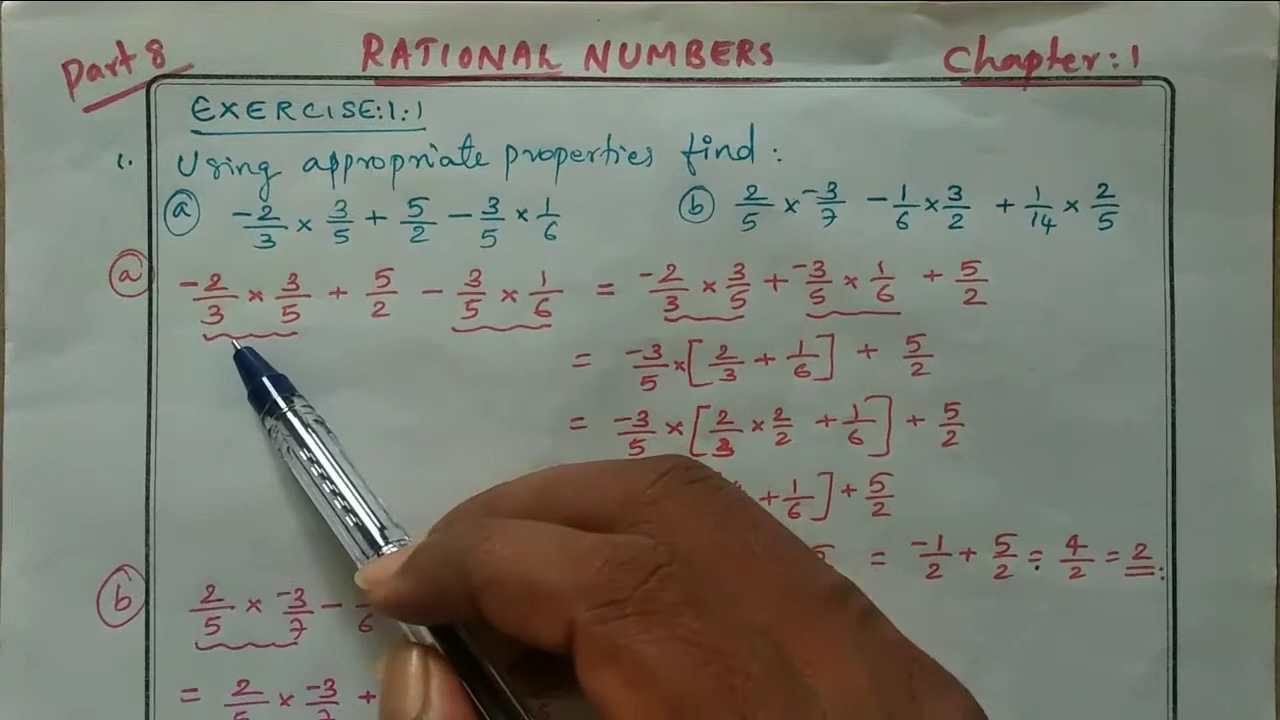 Part 8 RATIONAL NUMBERS Chapter: 1
EXERCISE:1.1
1. Using appropriate properties find :
(a) -2/3 × 3/5 + 5/2 - 3/5 × 1/6 (b) 2/5 × -3/7 - 1/6 × 3/2 + 1/14 × 2/5
(a) -2/3 × 3/5 + 5/2 - 3/5 × 1/6 = -2/3 × 3/5 + -3/5 × 1/6 + 5/2
= -3/5 × [2/3 + 1/6] + 5/2
= -3/5 × [2/3 × 2/2 + 1/6] + 5/2
+ 1/6] + 5/2
= -1/2 + 5/2 = 4/2 = 2.
(b) 2/5 × -3/7 -
= 2/5 × -3/7 +